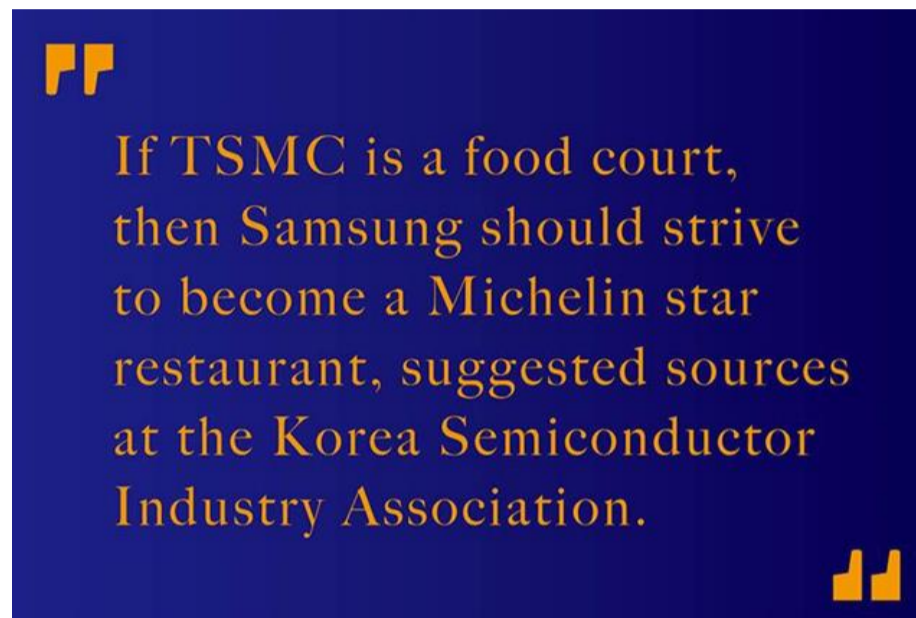 If TSMC is a food court,
then Samsung should strive
to become a Michelin star
restaurant, suggested sources
at the Korea Semiconductor
Industry Association.